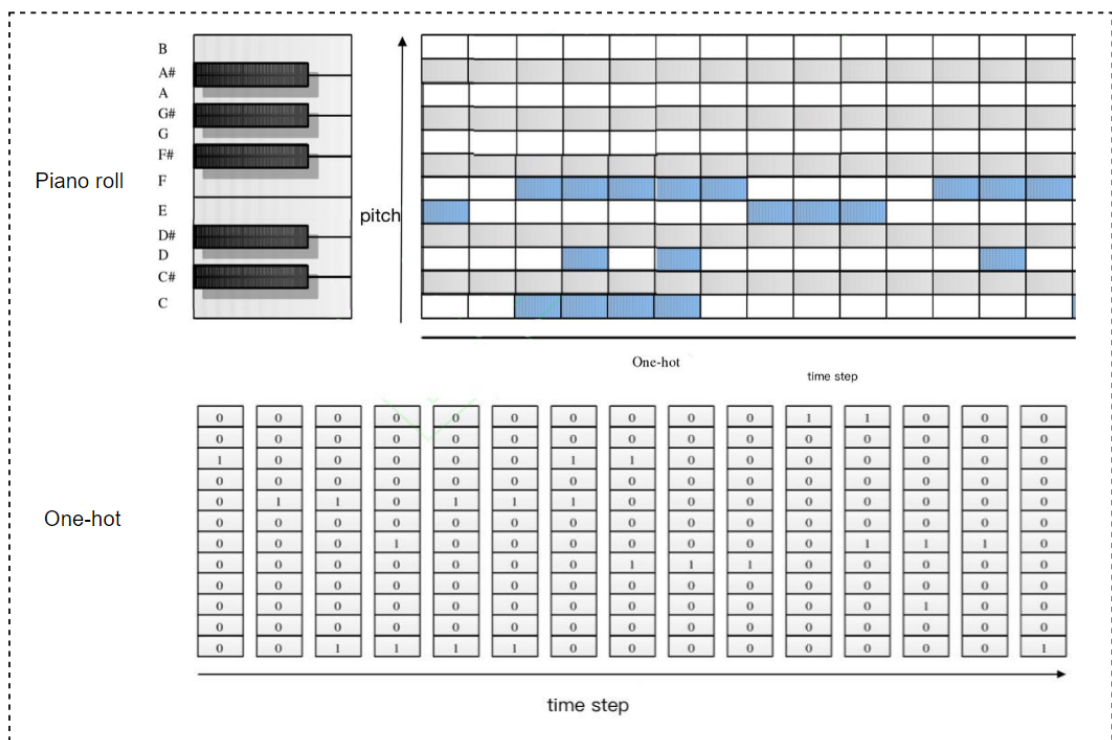 B
A#
A
G#
G
F#
Piano roll
F
E
pitch
D#
D
C#
C
One-hot
time step
0 0 0 0 0 0 0 0 0 0 1 1 0 0 0
0 0 0 0 0 0 0 0 0 0 0 0 0 0 0
1 0 0 0 0 0 1 1 0 0 0 0 0 0 0
0 0 0 0 0 0 0 0 0 0 0 0 0 0 0
0 1 1 0 1 1 1 0 0 0 0 0 0 0 0
One-hot
0 0 0 0 0 0 0 0 0 0 0 0 0 0 0
0 0 0 1 0 0 0 0 0 0 0 1 1 1 0
0 0 0 0 0 0 0 1 1 1 0 0 0 0 0
0 0 0 0 0 0 0 0 0 0 0 0 0 0 0
0 0 0 0 0 0 0 0 0 0 0 0 1 0 0
0 0 0 0 0 0 0 0 0 0 0 0 0 0 0
0 0 1 1 1 1 0 0 0 0 0 0 0 0 1
time step